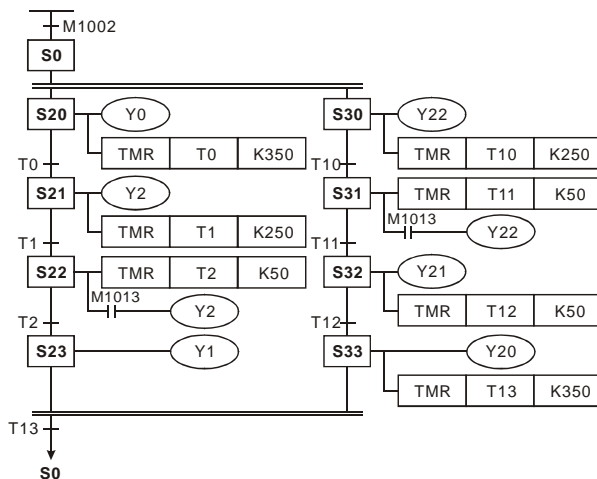 M1002
S0
S20 Y0
TMR T0 K350
T0
S21 Y2
TMR T1 K250
T1
S22 TMR T2 K50
M1013
Y2
T2
S23 Y1
S30 Y22
TMR T10 K250
T10
S31 TMR T11 K50
M1013
Y22
T11
S32 Y21
TMR T12 K50
T12
S33 Y20
TMR T13 K350
T13
S0